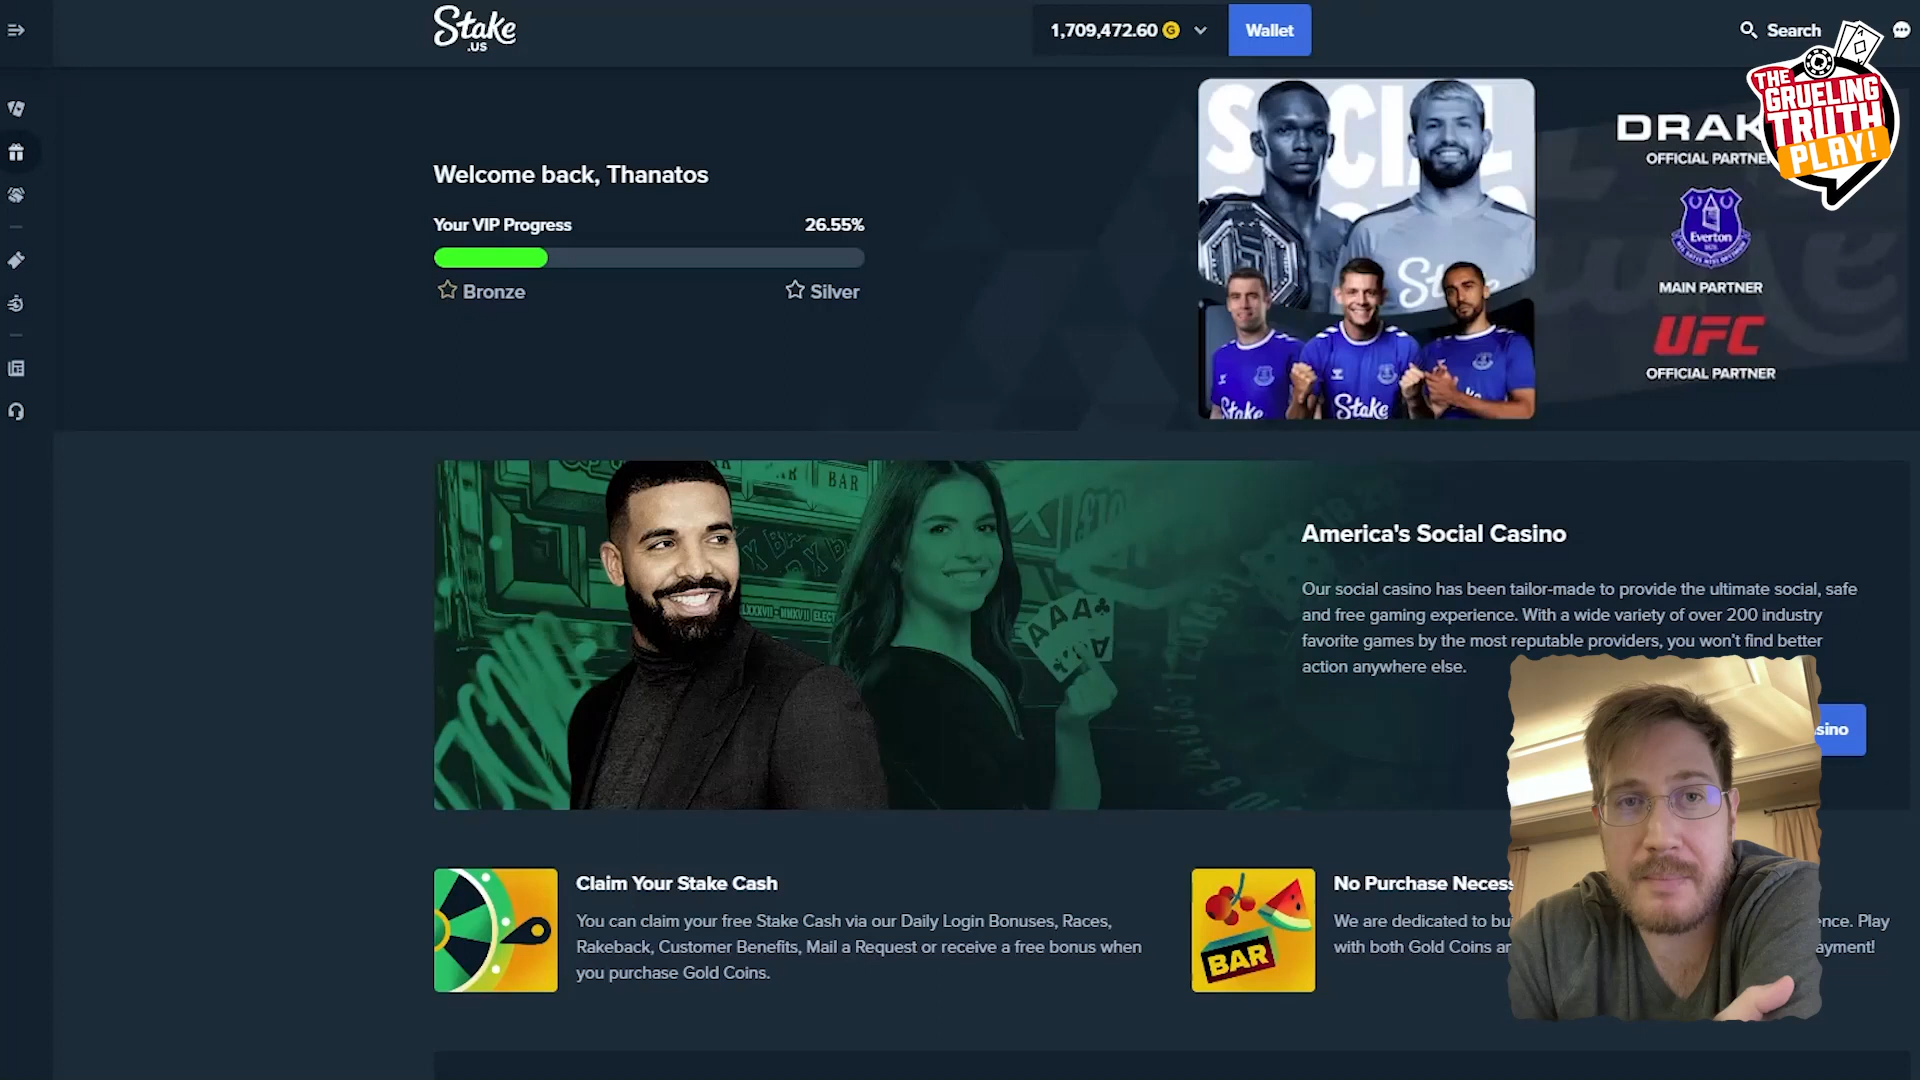 Stake
.US
1,709,472.60
Wallet
Search
THE
GRUELING
TRUTH
PLAY!
Welcome back, Thanatos
Your VIP Progress
26.55%
Bronze
Silver
SOCIAL
Stake
Stake
Stake
DRAK
OFFICIAL PARTNE
Everton
MAIN PARTNER
UFC
OFFICIAL PARTNER
BAR
America's Social Casino
Our social casino has been tailor-made to provide the ultimate social, safe
and free gaming experience. With a wide variety of over 200 industry
favorite games by the most reputable providers, you won't find better
action anywhere else.
sino
Claim Your Stake Cash
You can claim your free Stake Cash via our Daily Login Bonuses, Races,
Rakeback, Customer Benefits, Mail a Request or receive a free bonus when
you purchase Gold Coins.
BAR
No Purchase Necess
We are dedicated to bu
ence. Play
with both Gold Coins a
ayment!